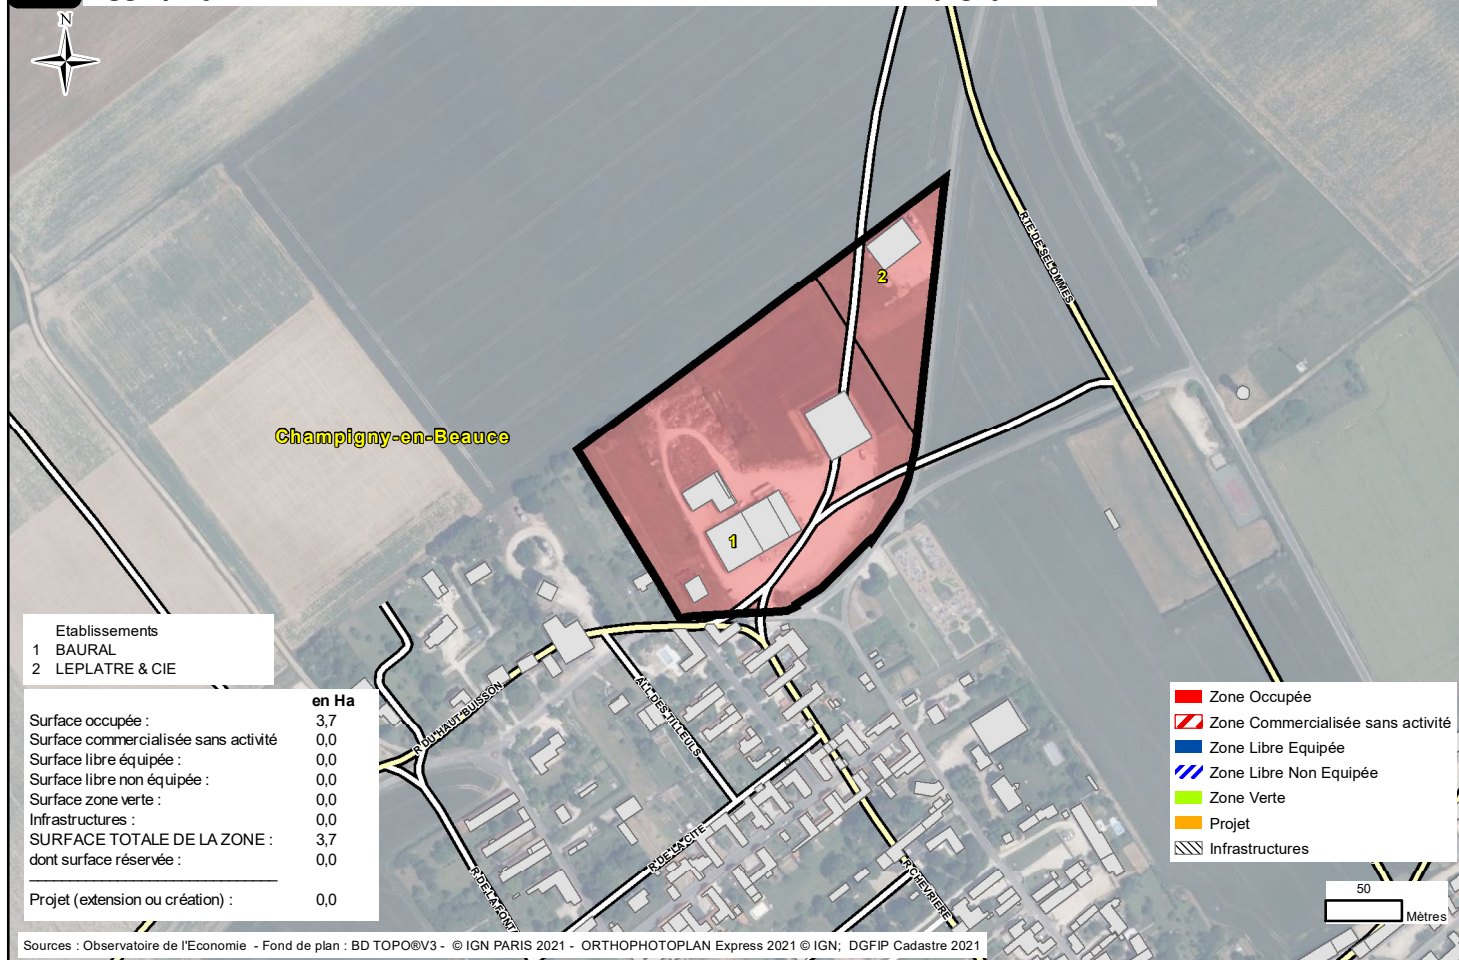 N
RTE DE SELOMMES
2
Champigny-en-Beauce
1
Etablissements
1 BAURAL
2 LEPLATRE & CIE
en Ha
Surface occupée : 3,7
Surface commercialisée sans activité 0,0
Surface libre équipée : 0,0
Surface libre non équipée : 0,0
Surface zone verte : 0,0
Infrastructures : 0,0
SURFACE TOTALE DE LA ZONE : 3,7
dont surface réservée : 0,0
Projet (extension ou création) : 0,0
R DU HAUT BUISSON
ALL DES TILLEULS
R DE LA CITE
R DE LA FONT
R CHEVRIERE
Zone Occupée
Zone Commercialisée sans activité
Zone Libre Equipée
Zone Libre Non Equipée
Zone Verte
Projet
Infrastructures
50
Mètres
Sources : Observatoire de l'Economie - Fond de plan : BD TOPO®V3 - © IGN PARIS 2021 - ORTHOPHOTOPLAN Express 2021 © IGN; DGFIP Cadastre 2021